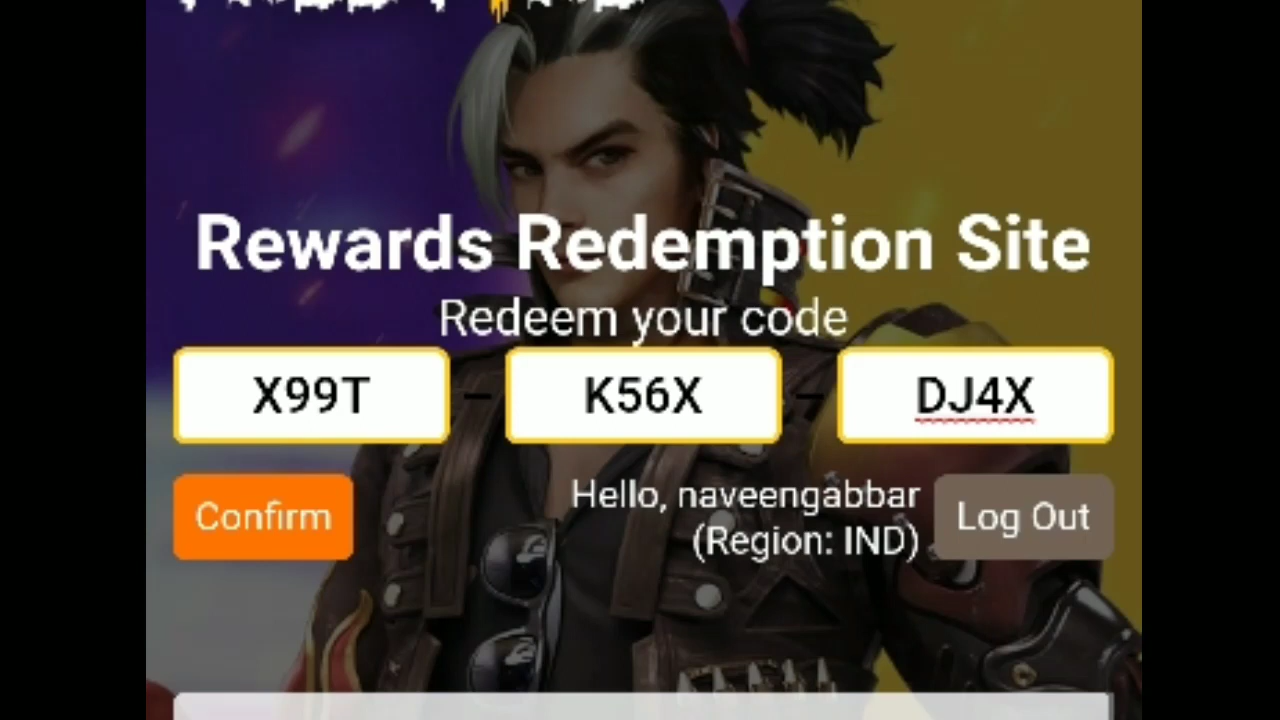 Rewards Redemption Site
Redeem your code
X99T - K56X - DJ4X
Confirm
Hello, naveengabbar
(Region: IND)
Log Out